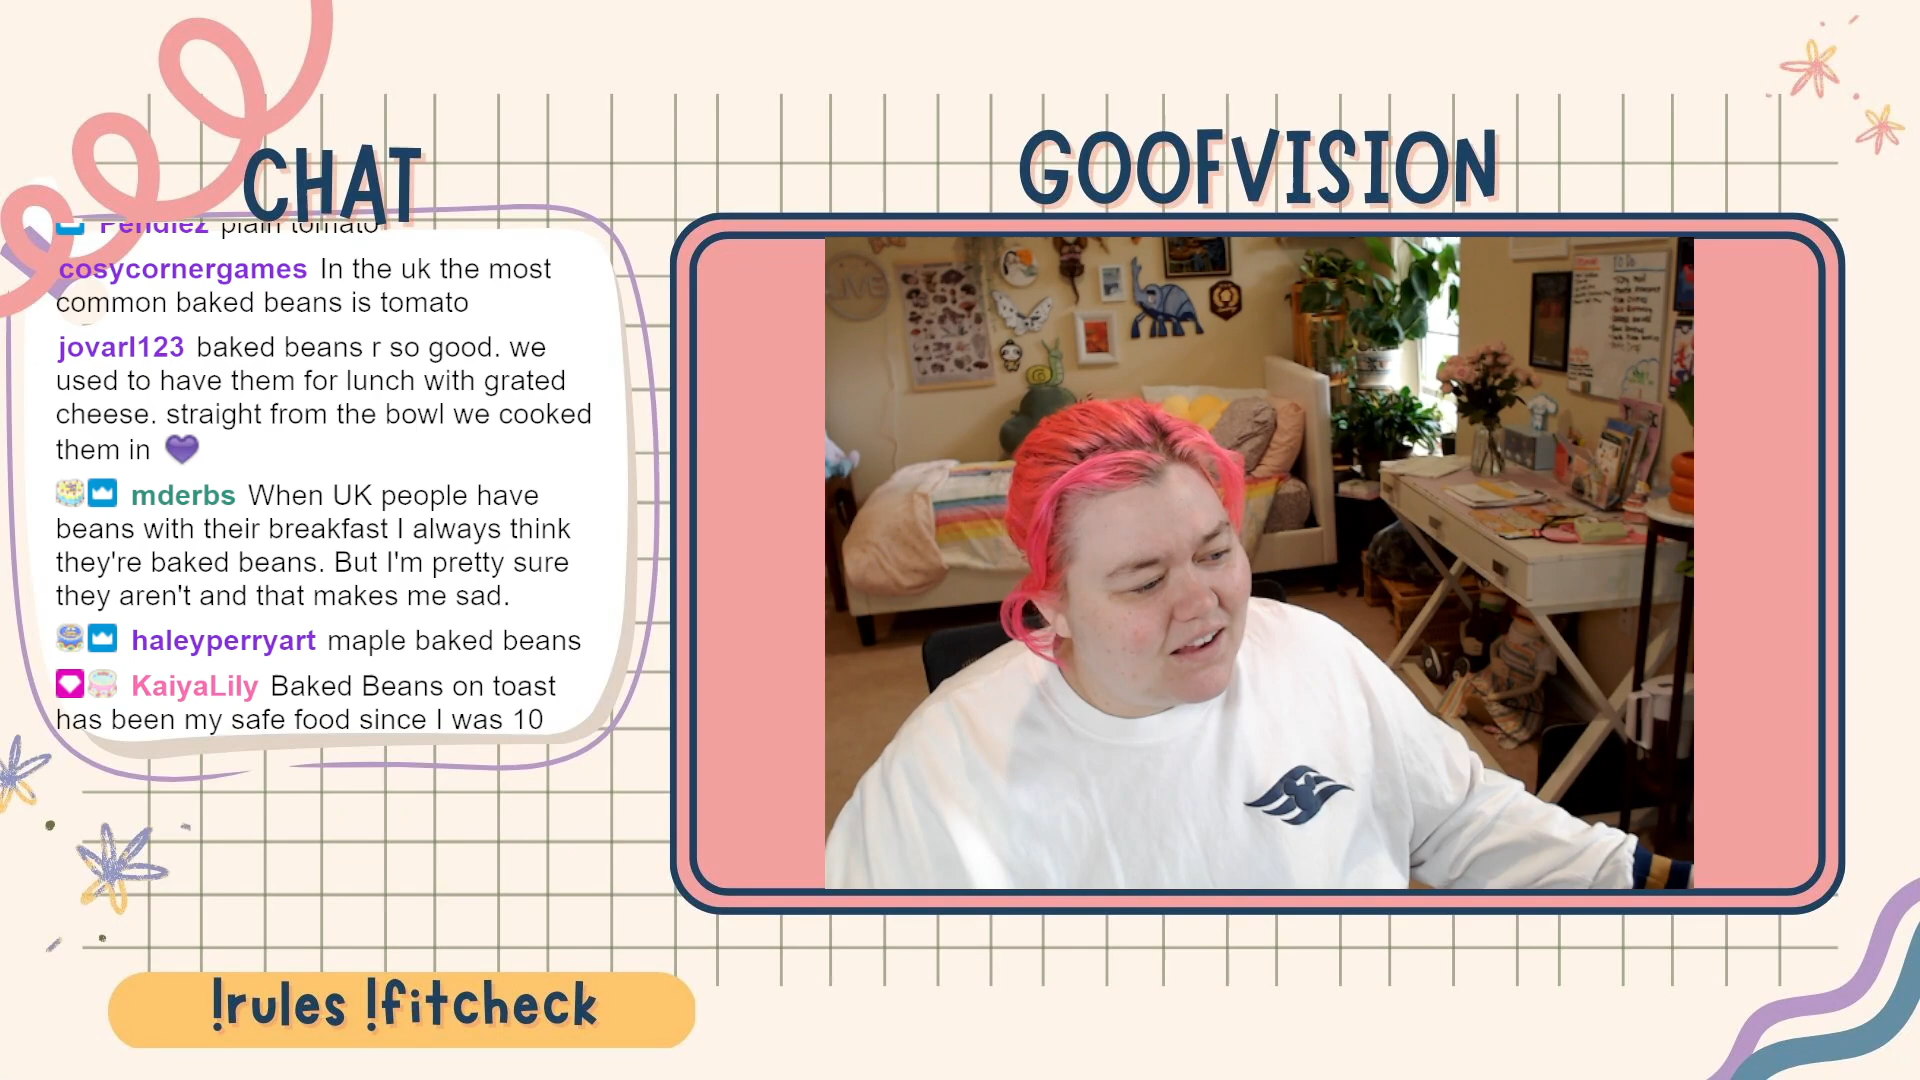 CHAT
Pendlez plain tomato
cosycornergames In the uk the most
common baked beans is tomato
jovarl123 baked beans r so good. we
used to have them for lunch with grated
cheese. straight from the bowl we cooked
them in
mderbs When UK people have
beans with their breakfast I always think
they're baked beans. But I'm pretty sure
they aren't and that makes me sad.
haleyperryart maple baked beans
KaiyaLily Baked Beans on toast
has been my safe food since I was 10
!rules !fitcheck
GOOFVISION